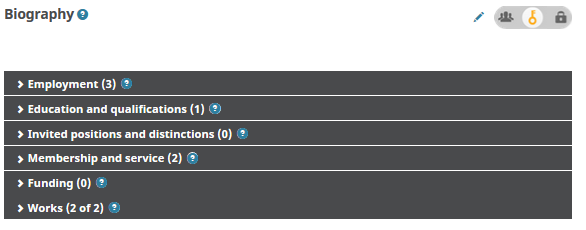 Biography
Employment (3)
Education and qualifications (1)
Invited positions and distinctions (0)
Membership and service (2)
Funding (0)
Works (2 of 2)